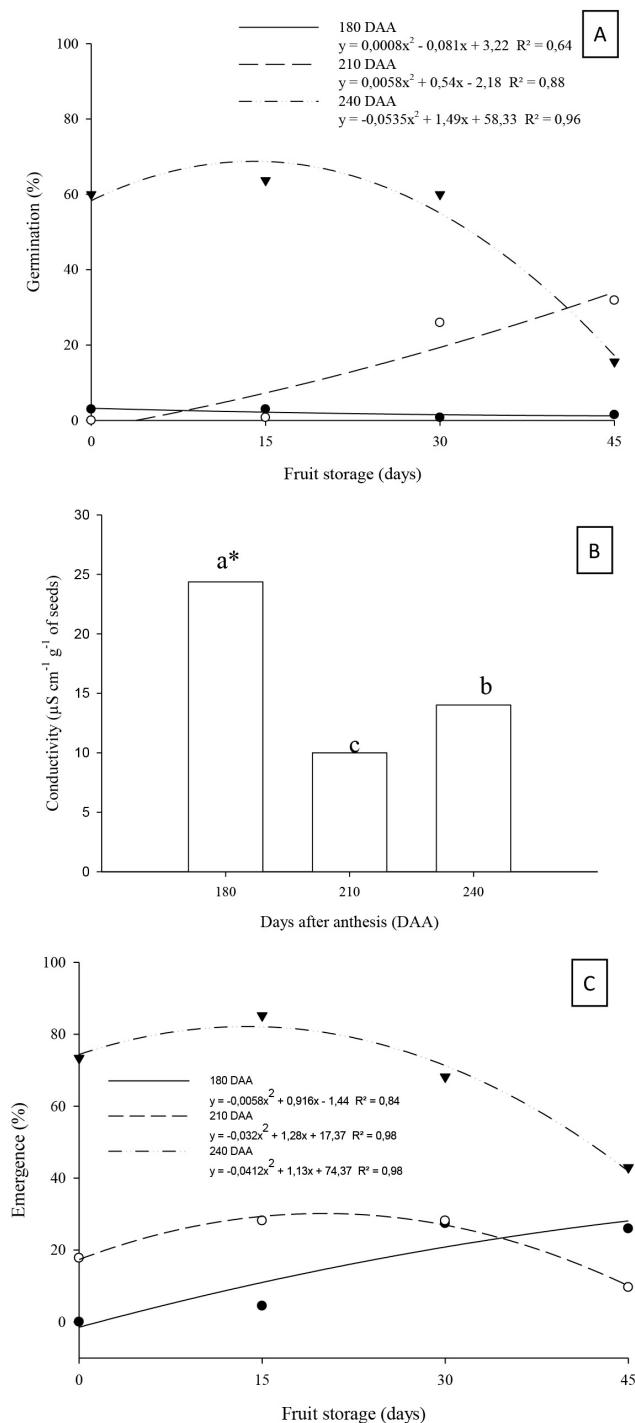 A
180 DAA
y = 0,0008x² - 0,081x + 3,22 R² = 0,64
210 DAA
y = 0,0058x² + 0,54x - 2,18 R² = 0,88
240 DAA
y = -0,0535x² + 1,49x + 58,33 R² = 0,96
100
80
60
40
20
0
Germination (%)
0 15 30 45
Fruit storage (days)
B
30
25
20
15
10
5
0
Conductivity (µS cm⁻¹ g⁻¹ of seeds)
a*
c
b
180 210 240
Days after anthesis (DAA)
C
100
80
60
40
20
0
Emergence (%)
180 DAA
y = -0,0058x² + 0,916x - 1,44 R² = 0,84
210 DAA
y = -0,032x² + 1,28x + 17,37 R² = 0,98
240 DAA
y = -0,0412x² + 1,13x + 74,37 R² = 0,98
0 15 30 45
Fruit storage (days)